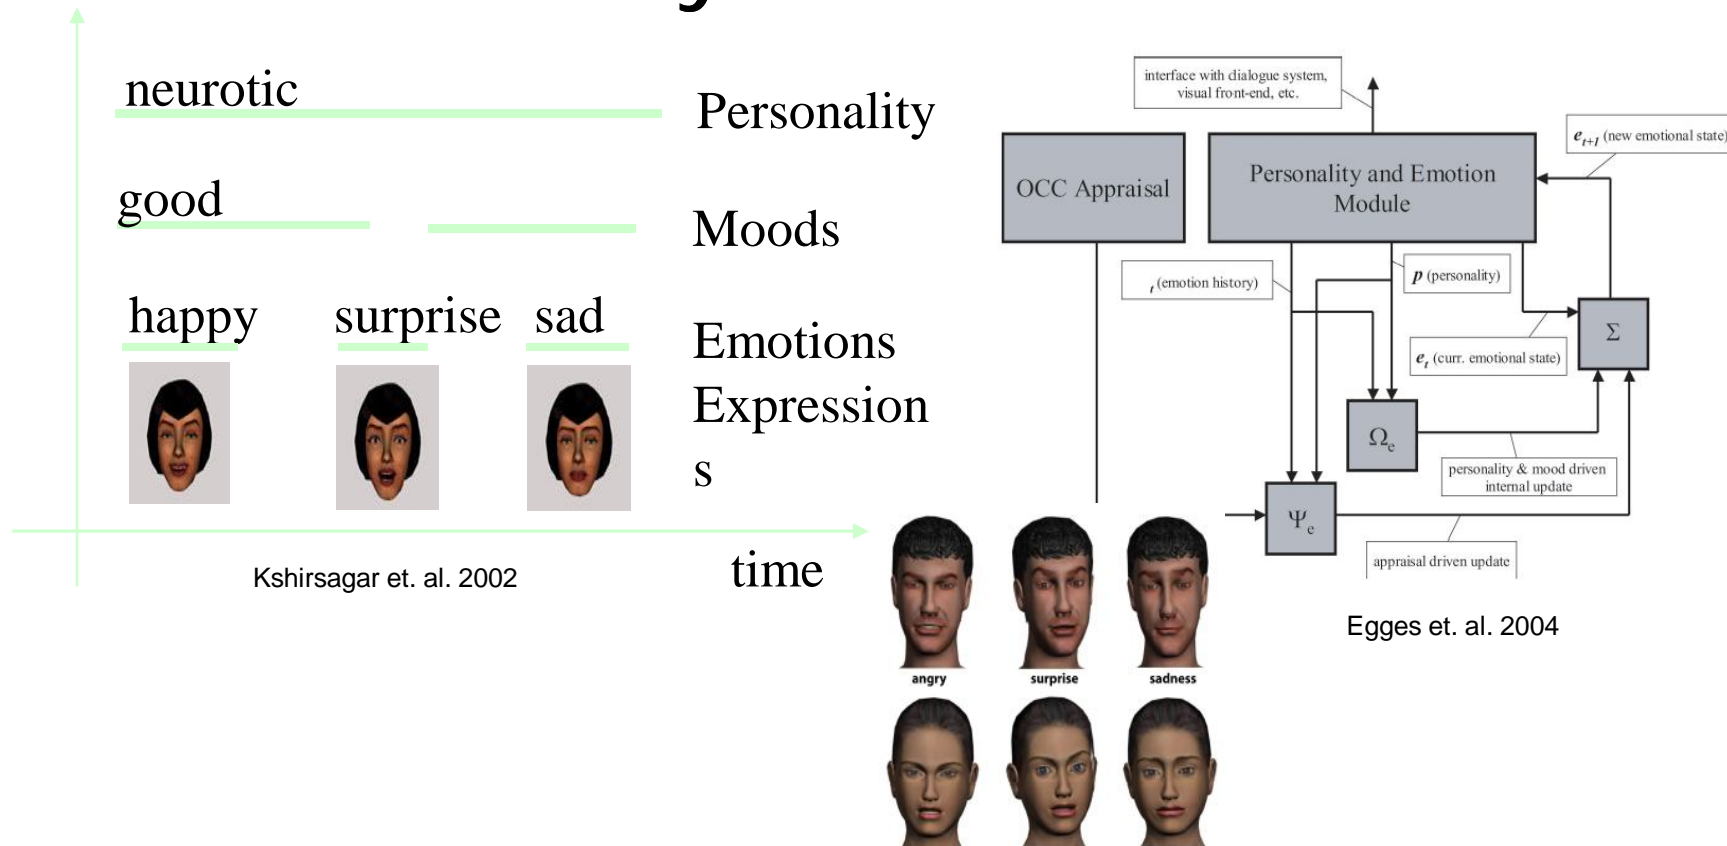 neurotic
Personality
good
Moods
happy
surprise
sad
Emotions
Expression
s
time
Kshirsagar et. al. 2002
interface with dialogue system,
visual front-end, etc.
e t+1 (new emotional state)
OCC Appraisal
Personality and Emotion
Module
t (emotion history)
p (personality)
Σ
e t (curr. emotional state)
Ω e
personality & mood driven
internal update
Ψ e
appraisal driven update
Egges et. al. 2004
angry
surprise
sadness